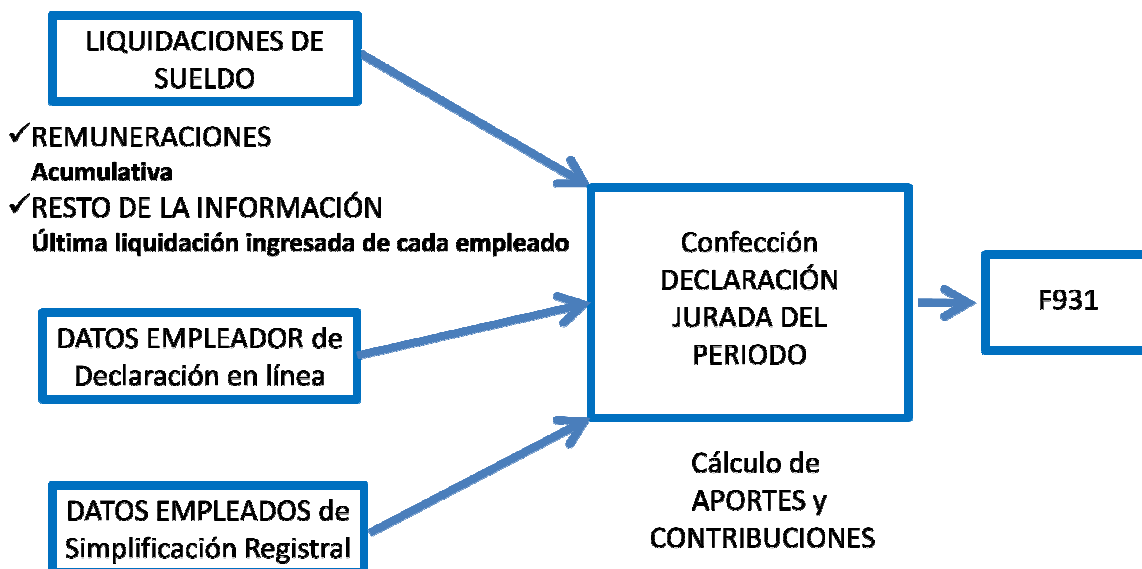 LIQUIDACIONES DE
SUELDO
✓REMUNERACIONES
Acumulativa
✓RESTO DE LA INFORMACIÓN
Última liquidación ingresada de cada empleado
DATOS EMPLEADOR de
Declaración en línea
DATOS EMPLEADOS de
Simplificación Registral
Confección
DECLARACIÓN
JURADA DEL
PERIODO
Cálculo de
APORTES y
CONTRIBUCIONES
F931